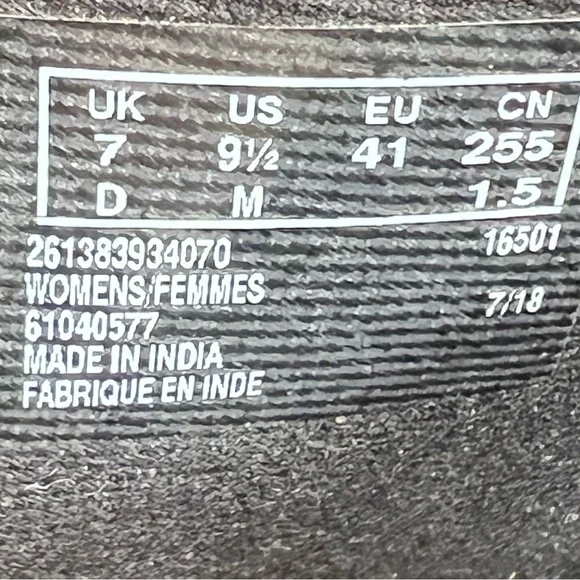 UK US EU CN
7 9½ 41 255
D M 1.5
261383934070 16501
WOMENS/FEMMES 7/18
61040577
MADE IN INDIA
FABRIQUE EN INDE